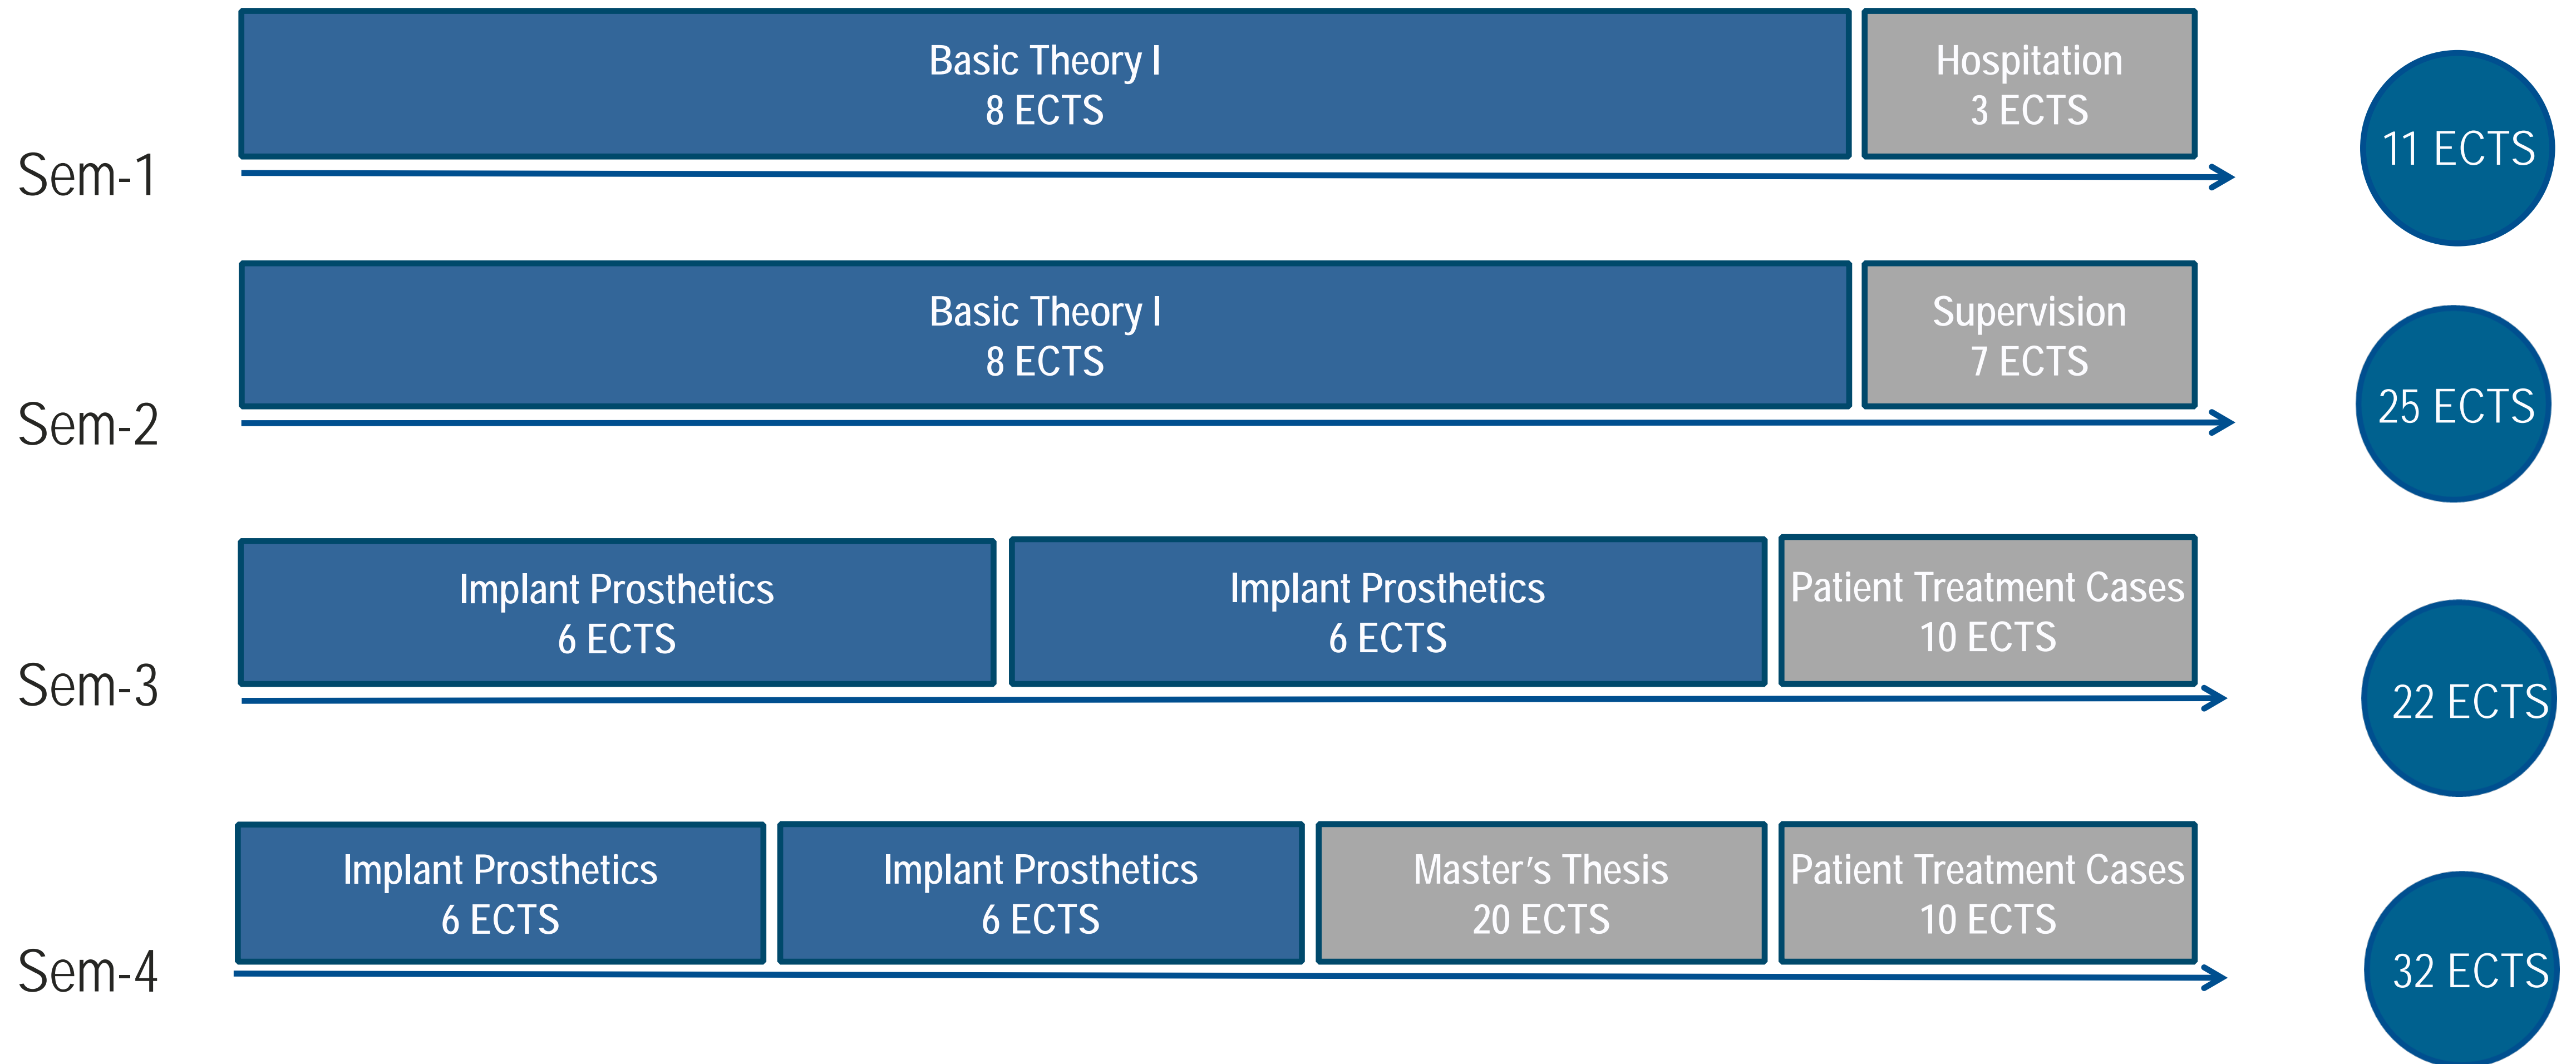 Basic Theory I
8 ECTS
Hospitation
3 ECTS
Sem-1
11 ECTS
Basic Theory I
8 ECTS
Supervision
7 ECTS
Sem-2
25 ECTS
Implant Prosthetics
6 ECTS
Implant Prosthetics
6 ECTS
Patient Treatment Cases
10 ECTS
Sem-3
22 ECTS
Implant Prosthetics
6 ECTS
Implant Prosthetics
6 ECTS
Master's Thesis
20 ECTS
Patient Treatment Cases
10 ECTS
Sem-4
32 ECTS